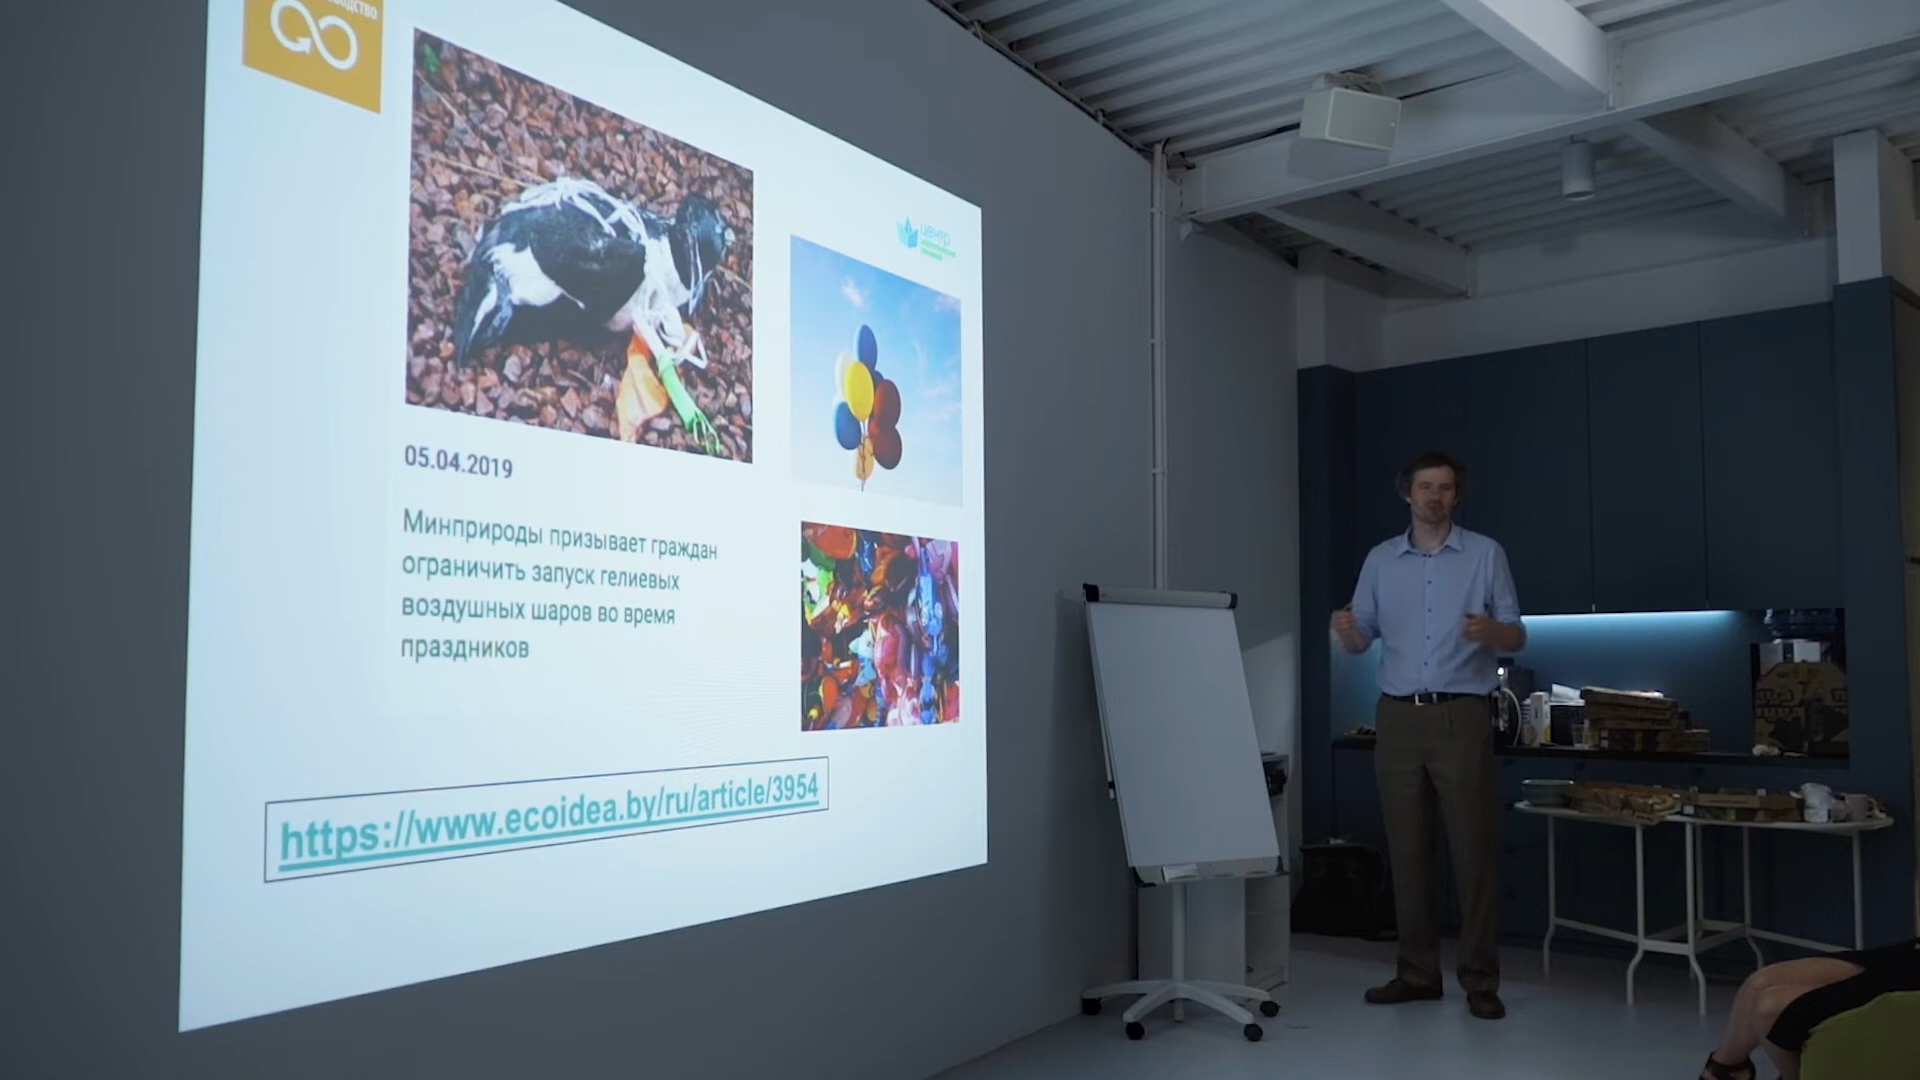 центр
05.04.2019
Минприроды призывает граждан
ограничить запуск гелиевых
воздушных шаров во время
праздников
https://www.ecoidea.by/ru/article/3954